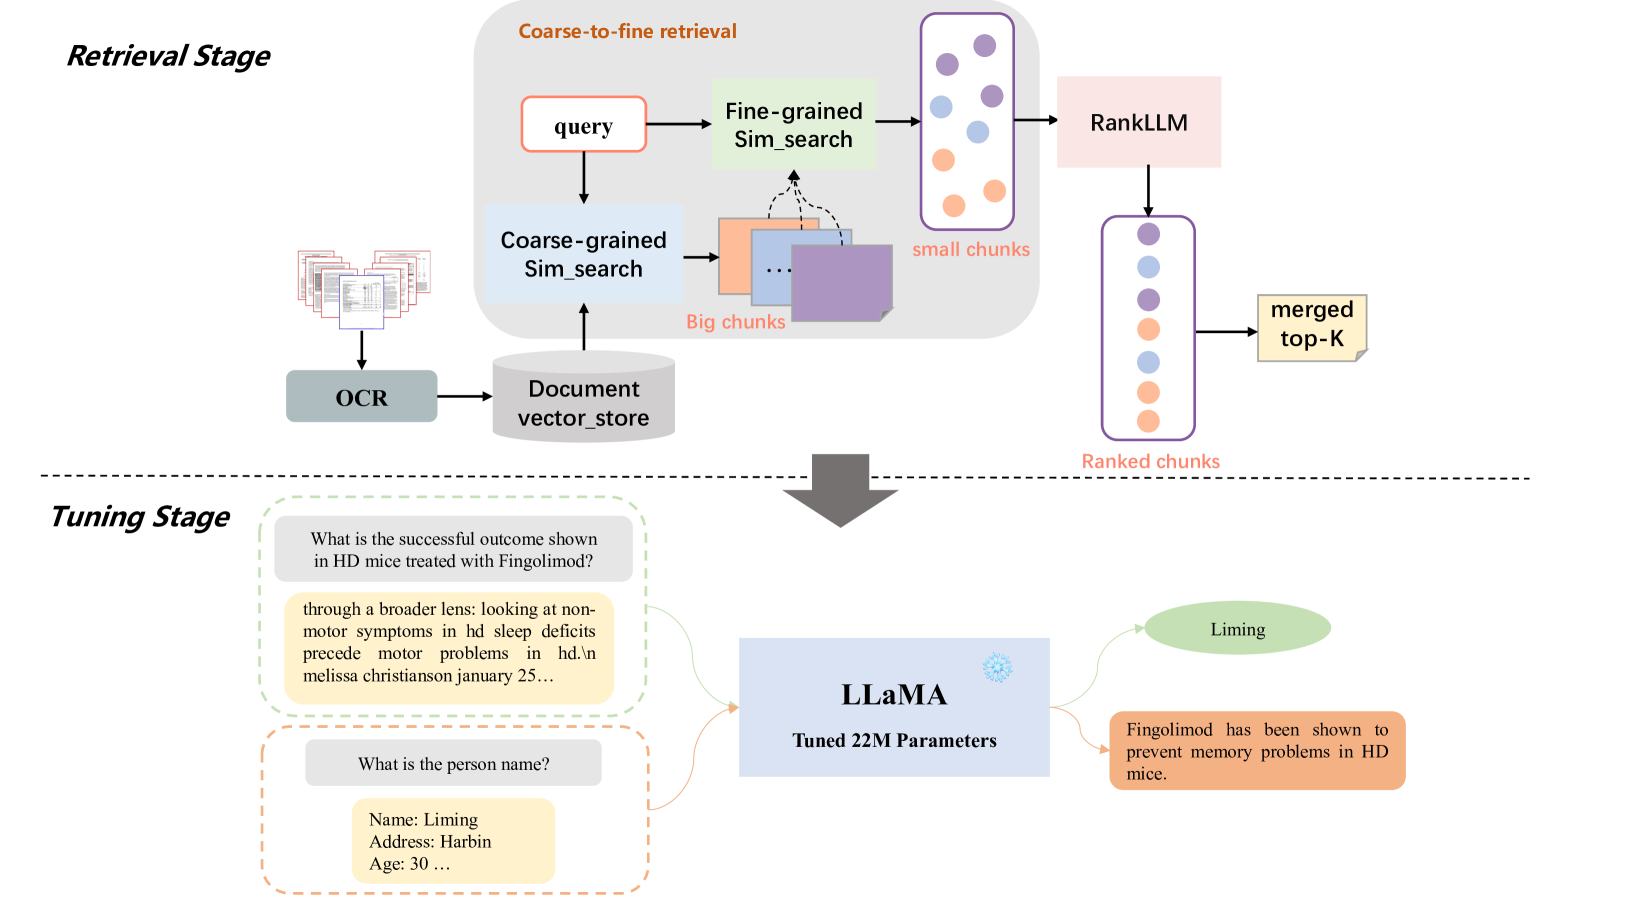 Retrieval Stage
Coarse-to-fine retrieval
query
Fine-grained
Sim_search
RankLLM
Coarse-grained
Sim_search
...
small chunks
Big chunks
merged
top-K
OCR
Document
vector_store
Ranked chunks
Tuning Stage
What is the successful outcome shown
in HD mice treated with Fingolimod?
through a broader lens: looking at non-
motor symptoms in hd sleep deficits
precede motor problems in hd.\n
melissa christianson january 25…
What is the person name?
Name: Liming
Address: Harbin
Age: 30 …
LLaMA
Tuned 22M Parameters
Liming
Fingolimod has been shown to
prevent memory problems in HD
mice.